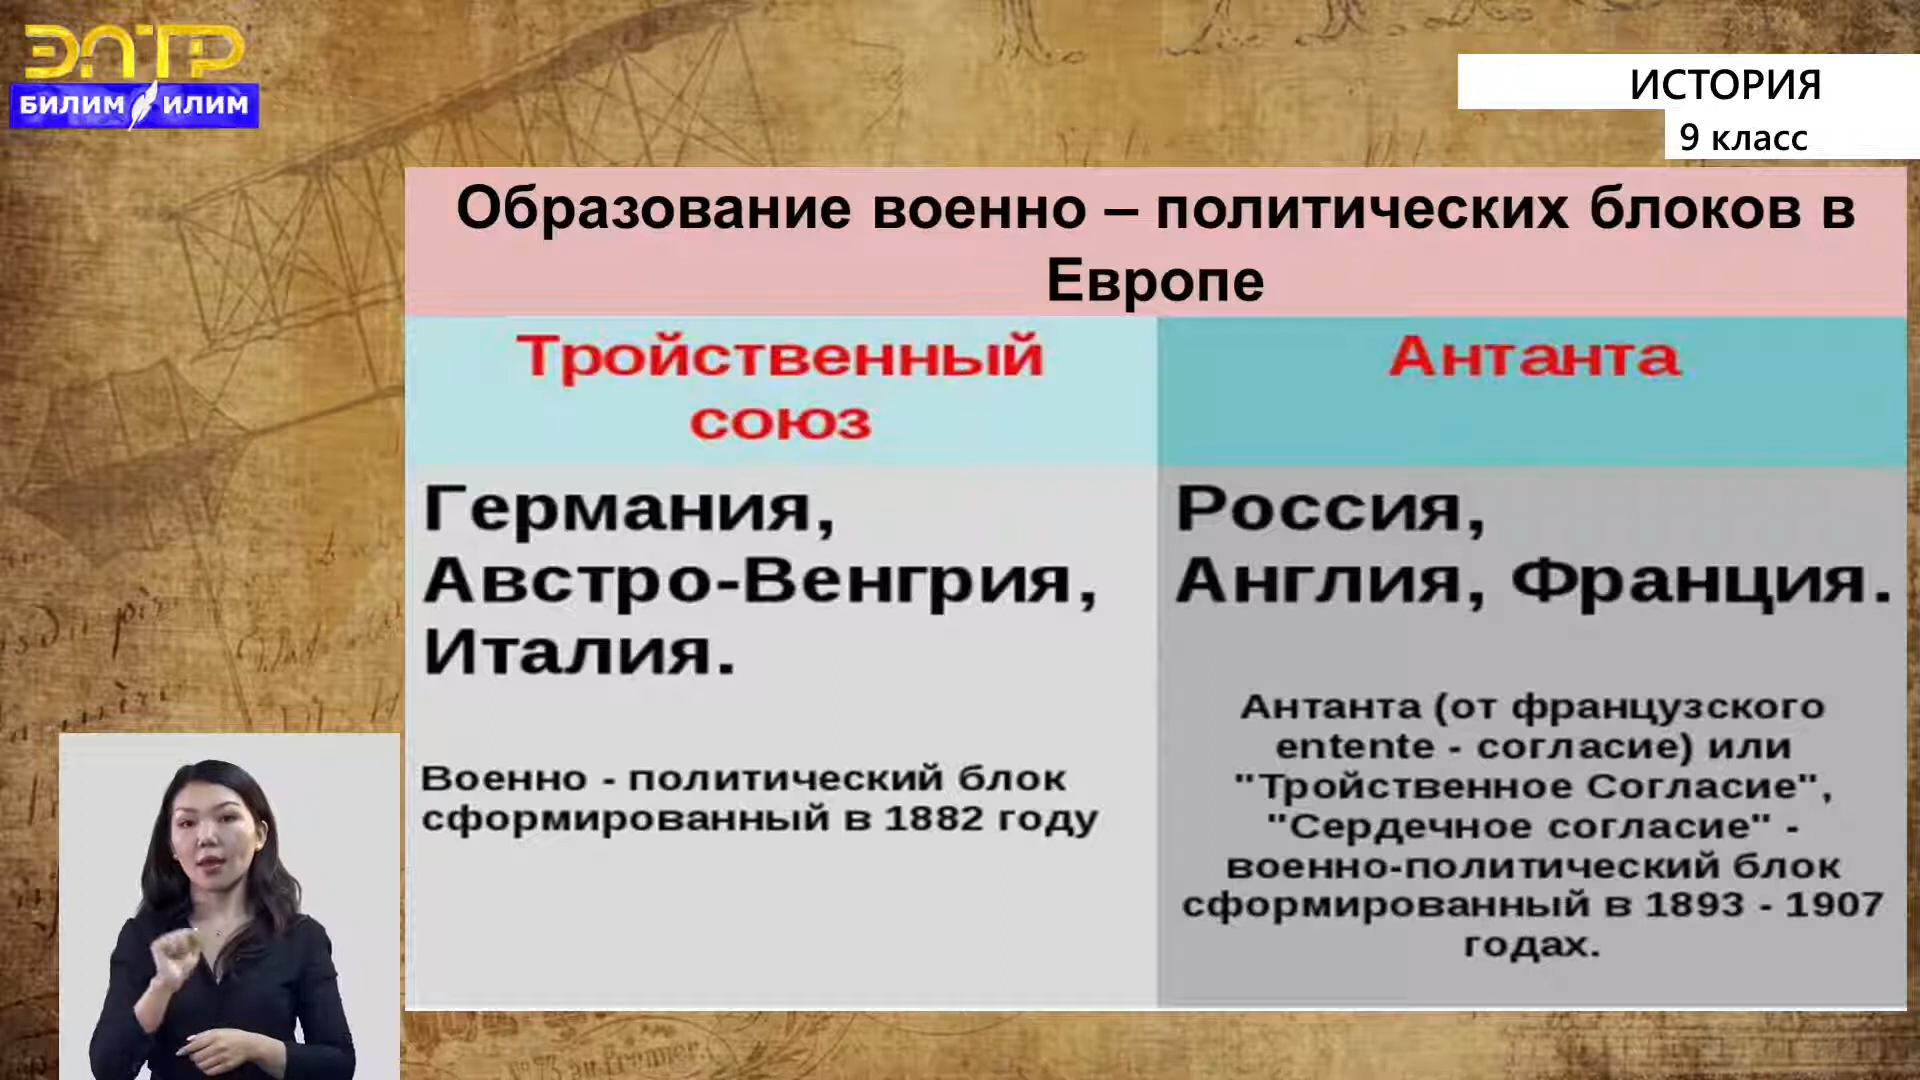 ЭЛТР
БИЛИМ ИЛИМ
ИСТОРИЯ
9 класс
Образование военно – политических блоков в
Европе
Тройственный
союз
Антанта
Германия,
Австро-Венгрия,
Италия.
Военно - политический блок
сформированный в 1882 году
Россия,
Англия, Франция.
Антанта (от французского
entente - согласие) или
"Тройственное Согласие",
"Сердечное согласие" -
военно-политический блок
сформированный в 1893 - 1907
годах.